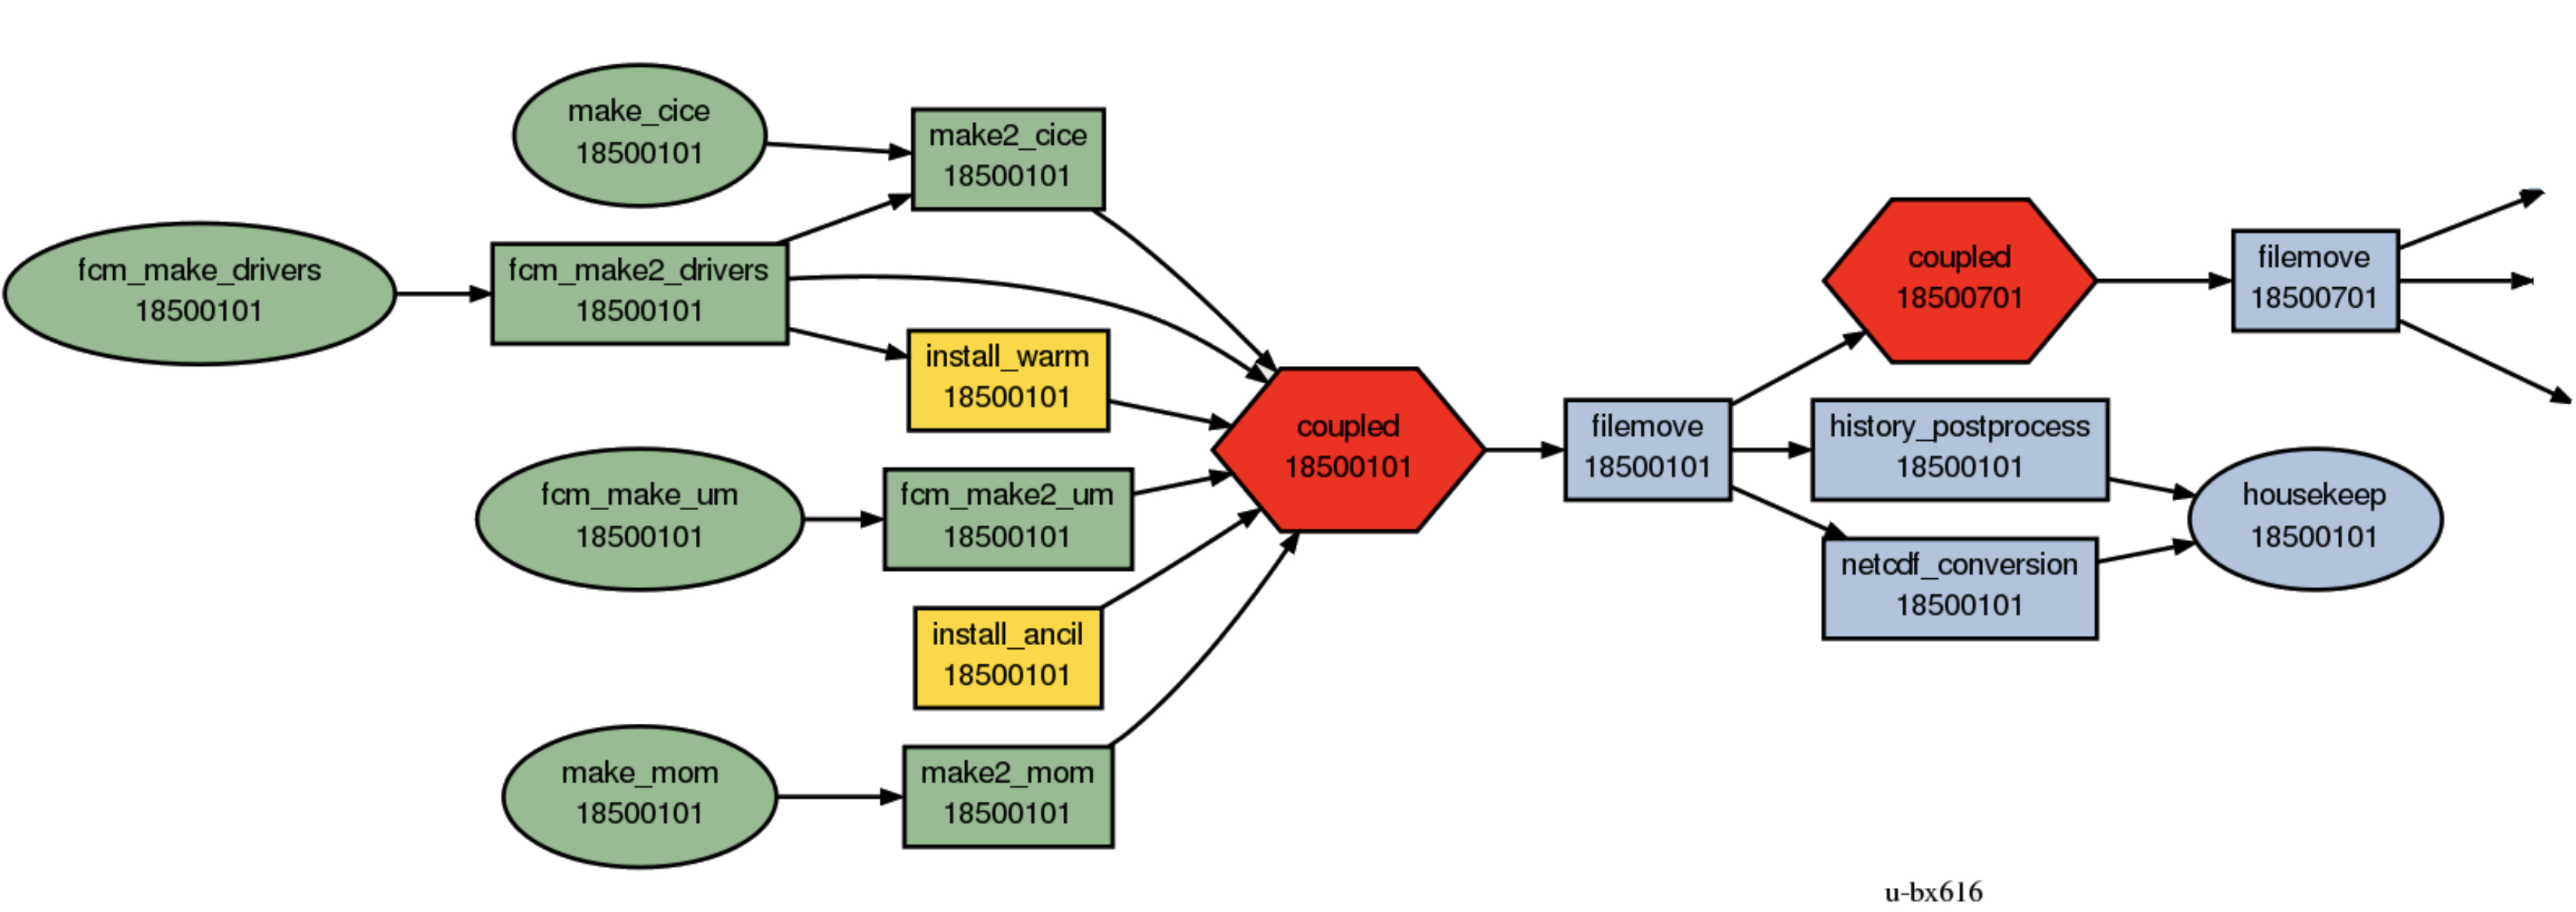 make_cice
18500101
make2_cice
18500101
fcm_make_drivers
18500101
fcm_make2_drivers
18500101
install_warm
18500101
fcm_make_um
18500101
fcm_make2_um
18500101
install_ancil
18500101
make_mom
18500101
make2_mom
18500101
coupled
18500101
filemove
18500101
coupled
18500701
filemove
18500701
history_postprocess
18500101
netcdf_conversion
18500101
housekeep
18500101
u-bx616